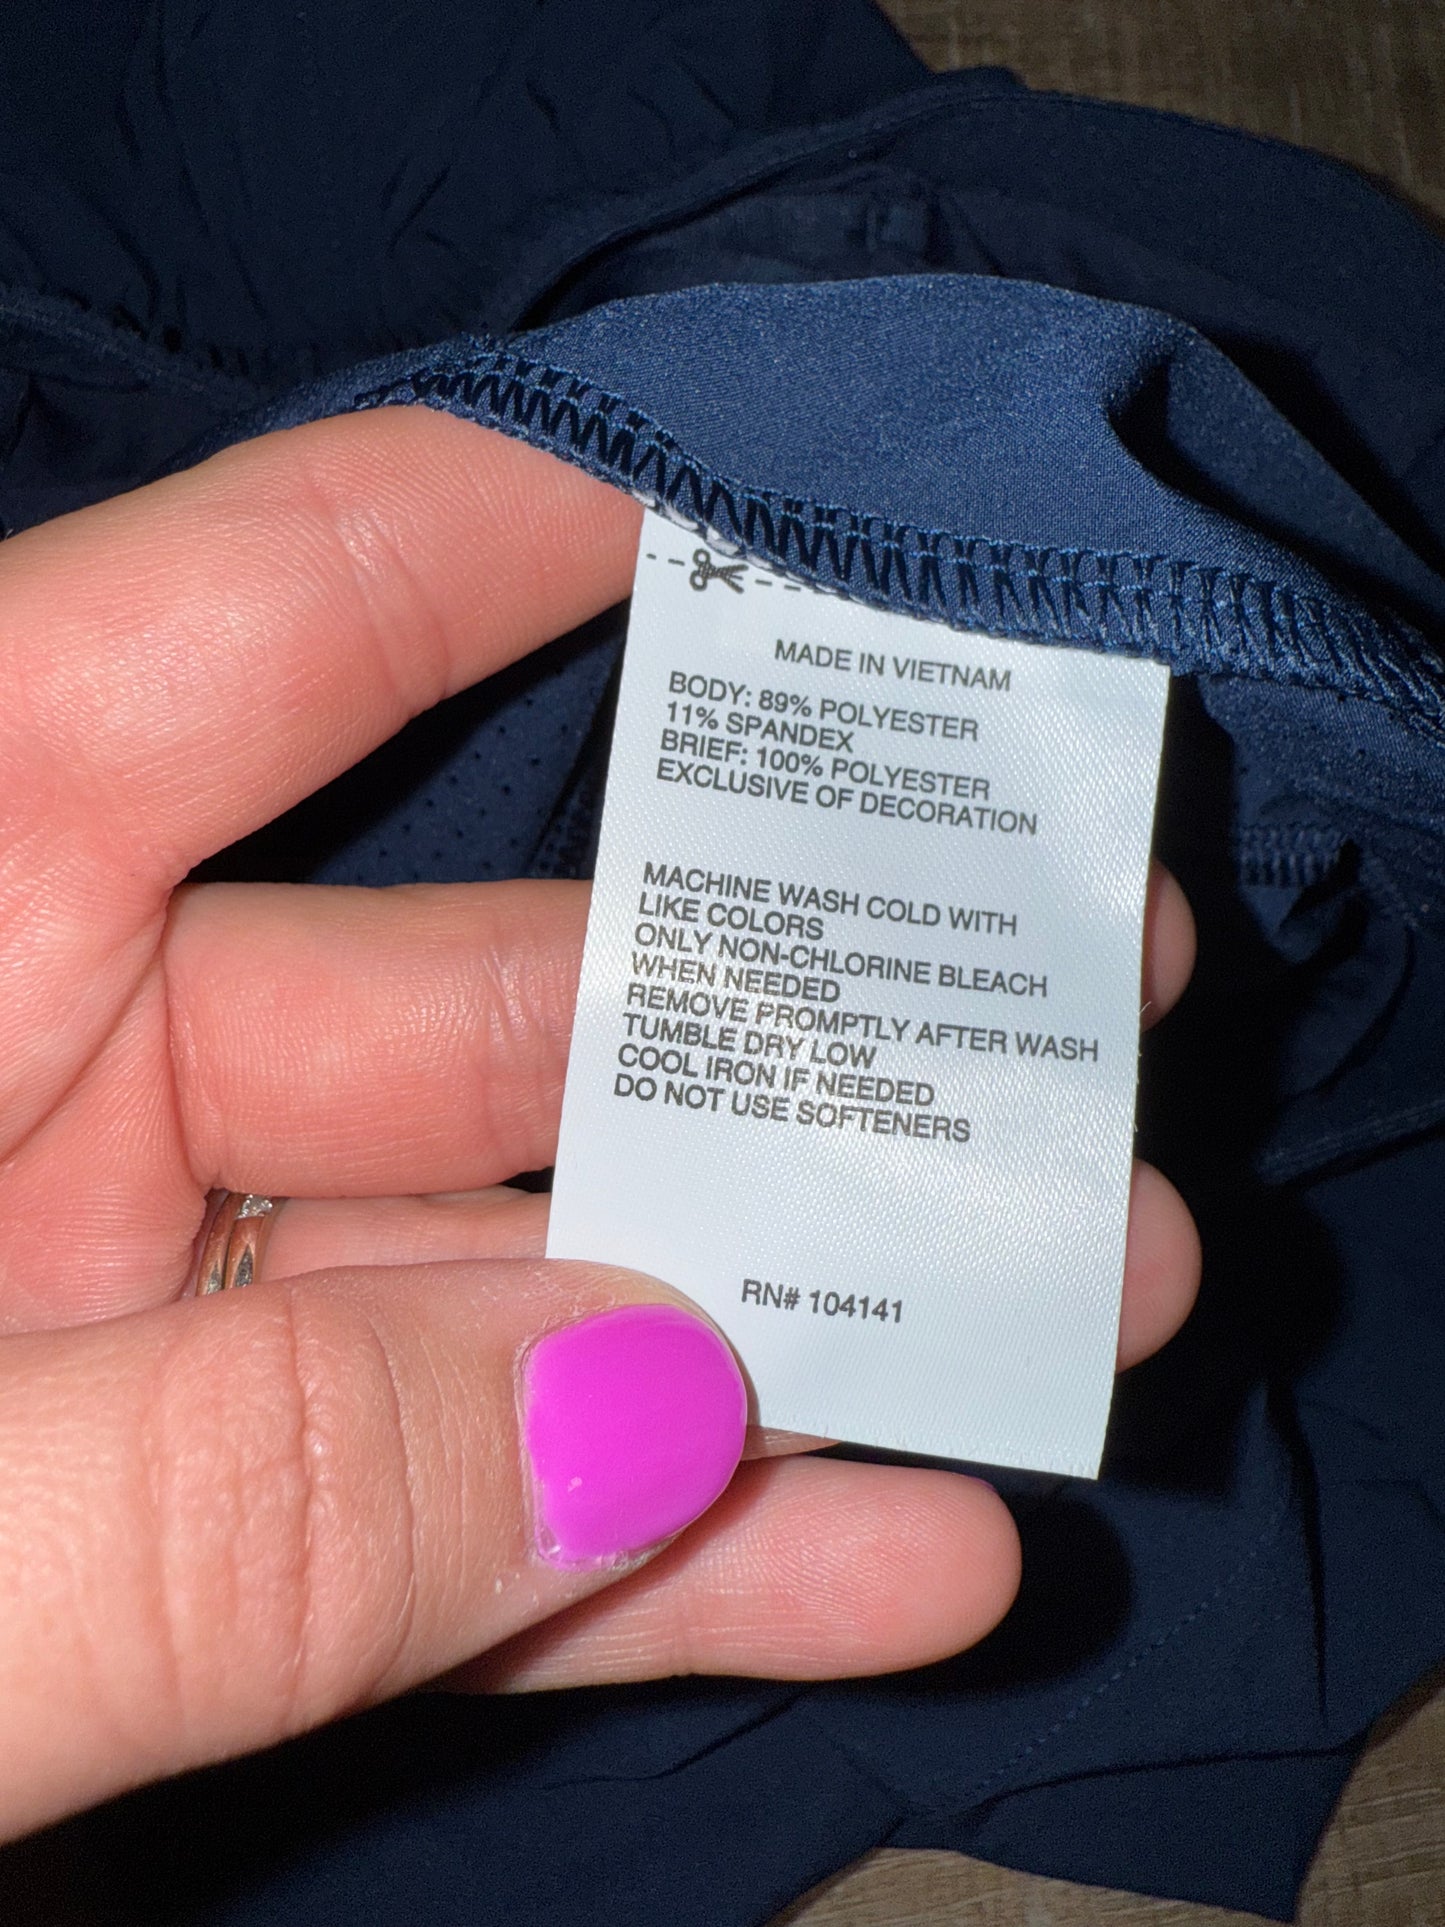 MADE IN VIETNAM
BODY: 89% POLYESTER
11% SPANDEX
BRIEF: 100% POLYESTER
EXCLUSIVE OF DECORATION
MACHINE WASH COLD WITH
LIKE COLORS
ONLY NON-CHLORINE BLEACH
WHEN NEEDED
REMOVE PROMPTLY AFTER WASH
TUMBLE DRY LOW
COOL IRON IF NEEDED
DO NOT USE SOFTENERS
RN# 104141